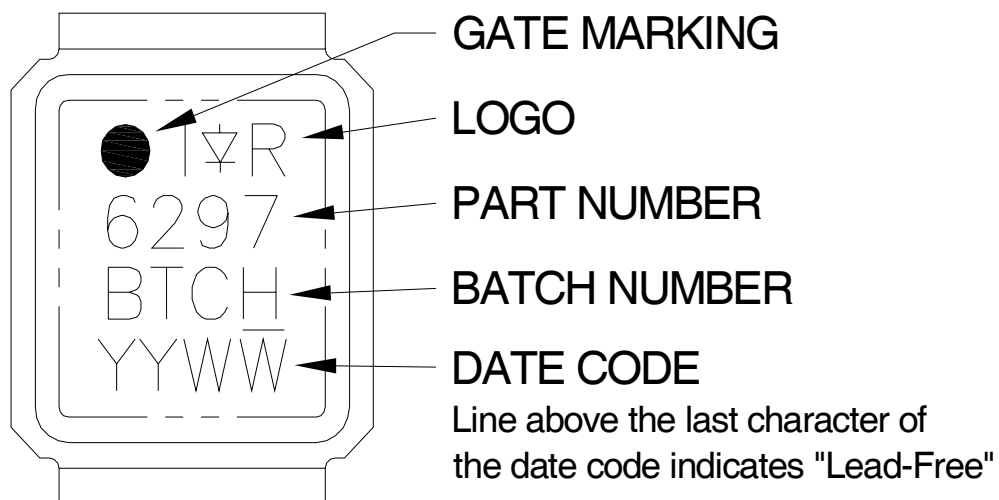 GATE MARKING
I R
LOGO
6297
PART NUMBER
BTCH
BATCH NUMBER
YYWW
DATE CODE
Line above the last character of
the date code indicates "Lead-Free"